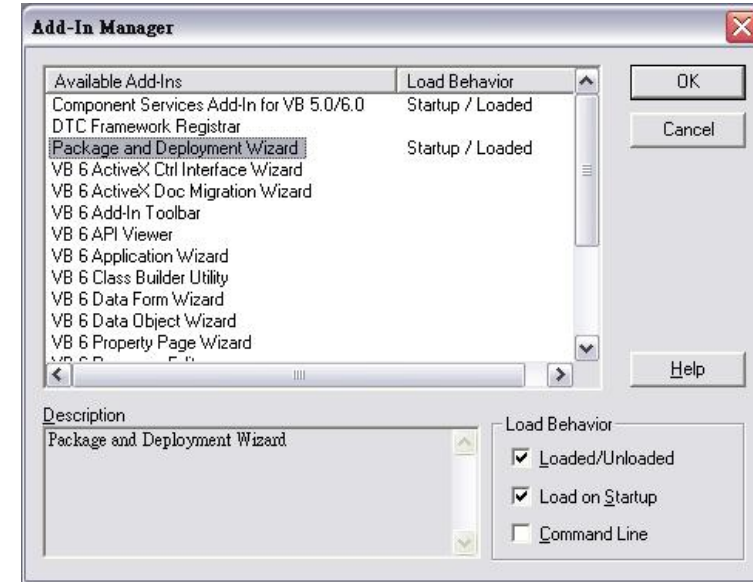 Add-In Manager
Available Add-Ins Load Behavior
Component Services Add-In for VB 5.0/6.0 Startup / Loaded
DTC Framework Registrar
Package and Deployment Wizard Startup / Loaded
VB 6 ActiveX Ctrl Interface Wizard
VB 6 ActiveX Doc Migration Wizard
VB 6 Add-In Toolbar
VB 6 API Viewer
VB 6 Application Wizard
VB 6 Class Builder Utility
VB 6 Data Form Wizard
VB 6 Data Object Wizard
VB 6 Property Page Wizard
OK
Cancel
Help
Description
Package and Deployment Wizard
Load Behavior
Loaded/Unloaded
Load on Startup
Command Line